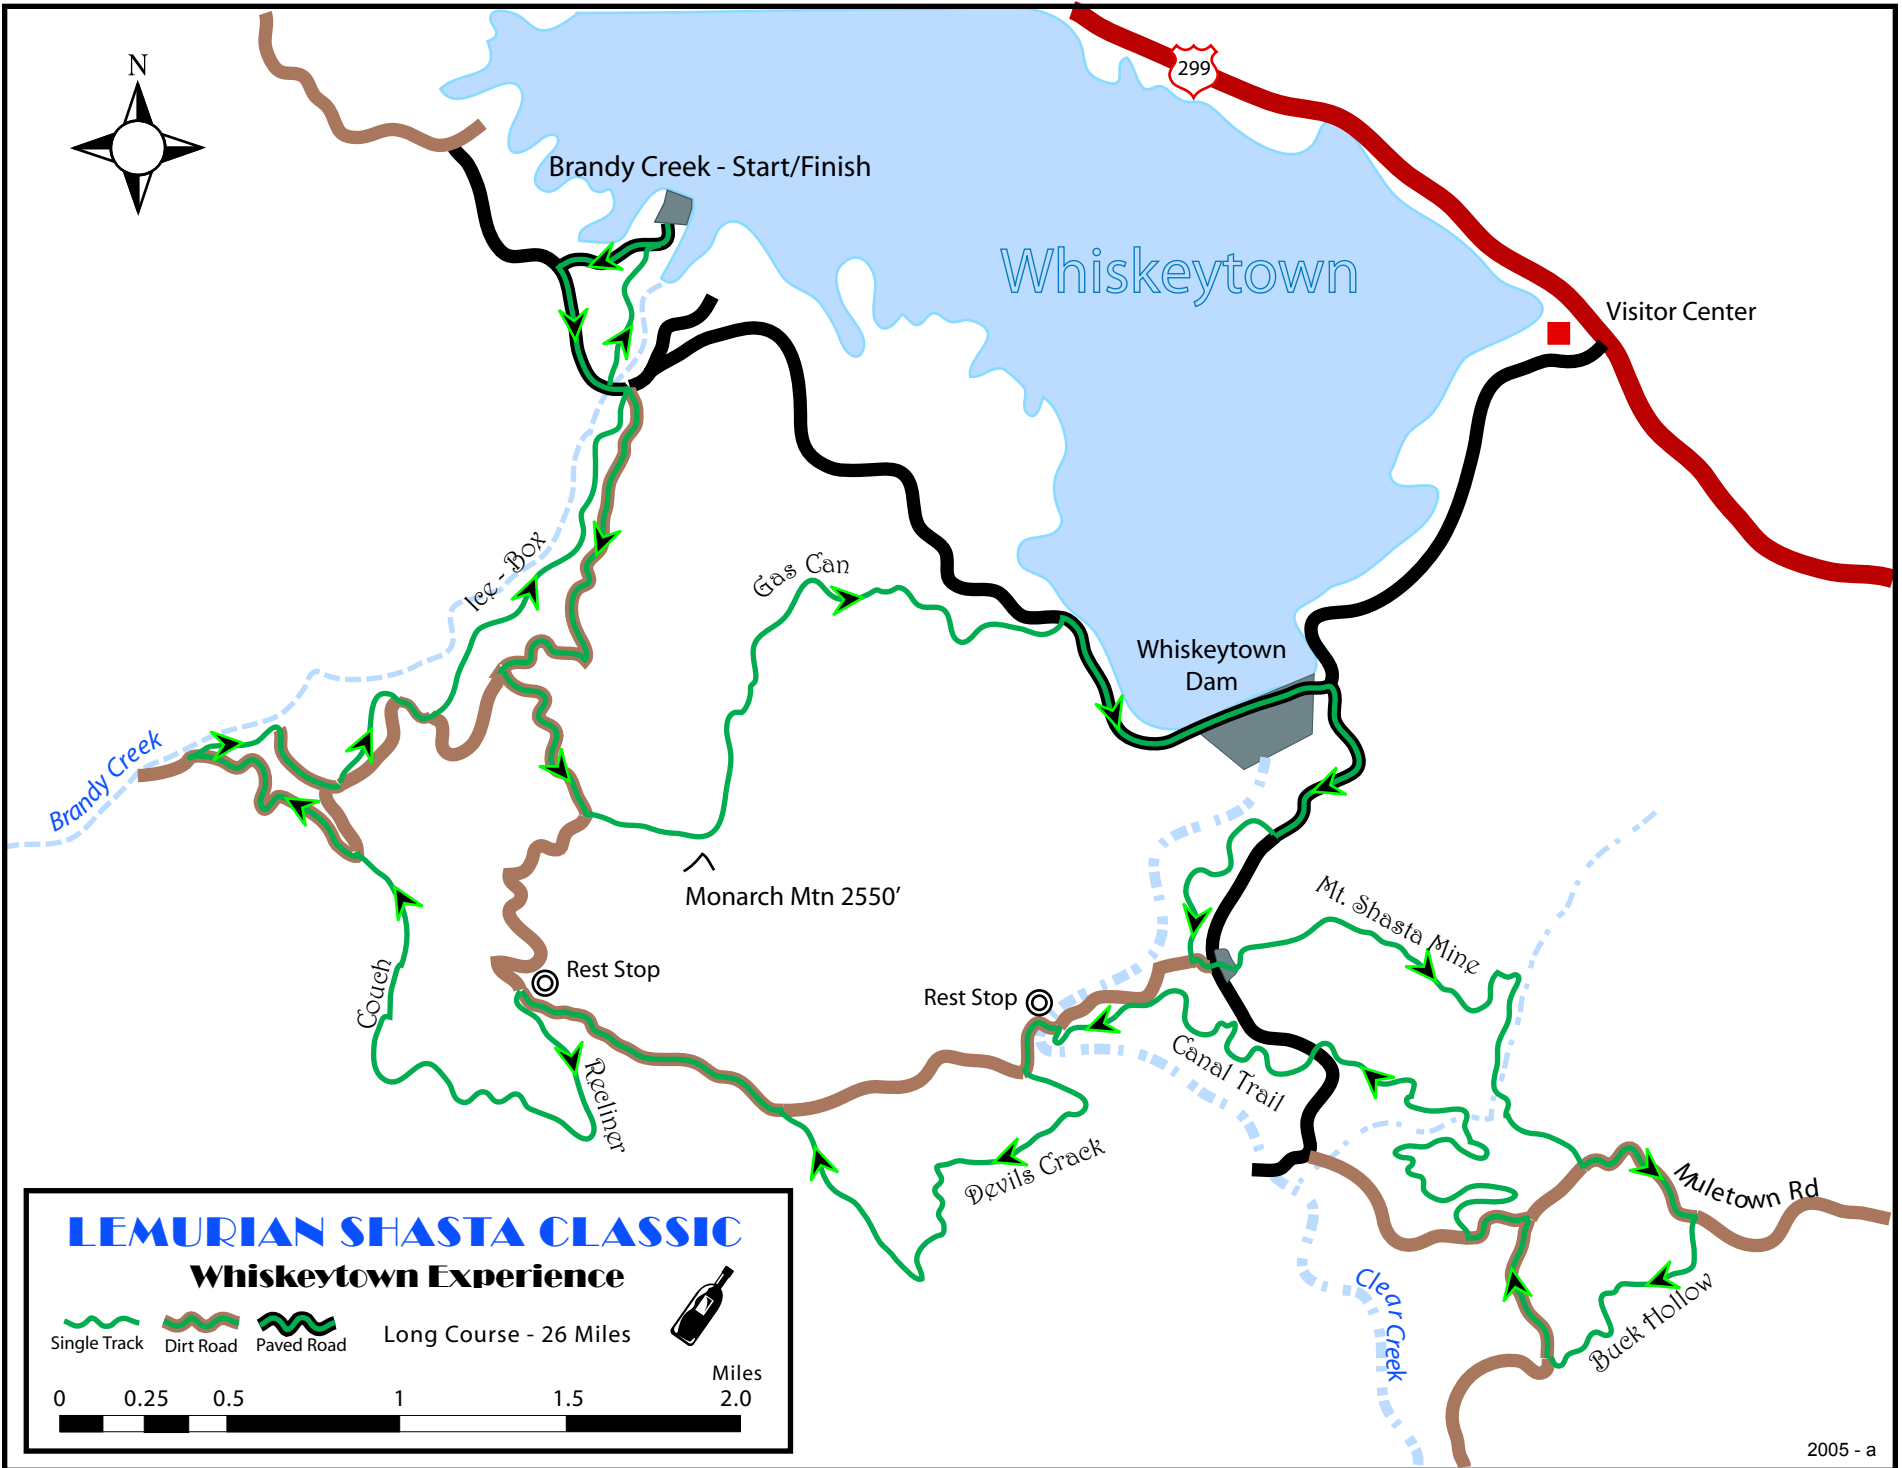 N
299
Brandy Creek - Start/Finish
Whiskeytown
Visitor Center
Ice - Box
Gas Can
Whiskeytown
Dam
Brandy Creek
Monarch Mtn 2550’
Mt. Shasta Mine
Couch
Rest Stop
Rest Stop
Recliner
Canal Trail
Devils Crack
Muletown Rd
Clear Creek
Buck Hollow
LEMURIAN SHASTA CLASSIC
Whiskeytown Experience
Single Track
Dirt Road
Paved Road
Long Course - 26 Miles
Miles
0 0.25 0.5 1 1.5 2.0
2005 - a